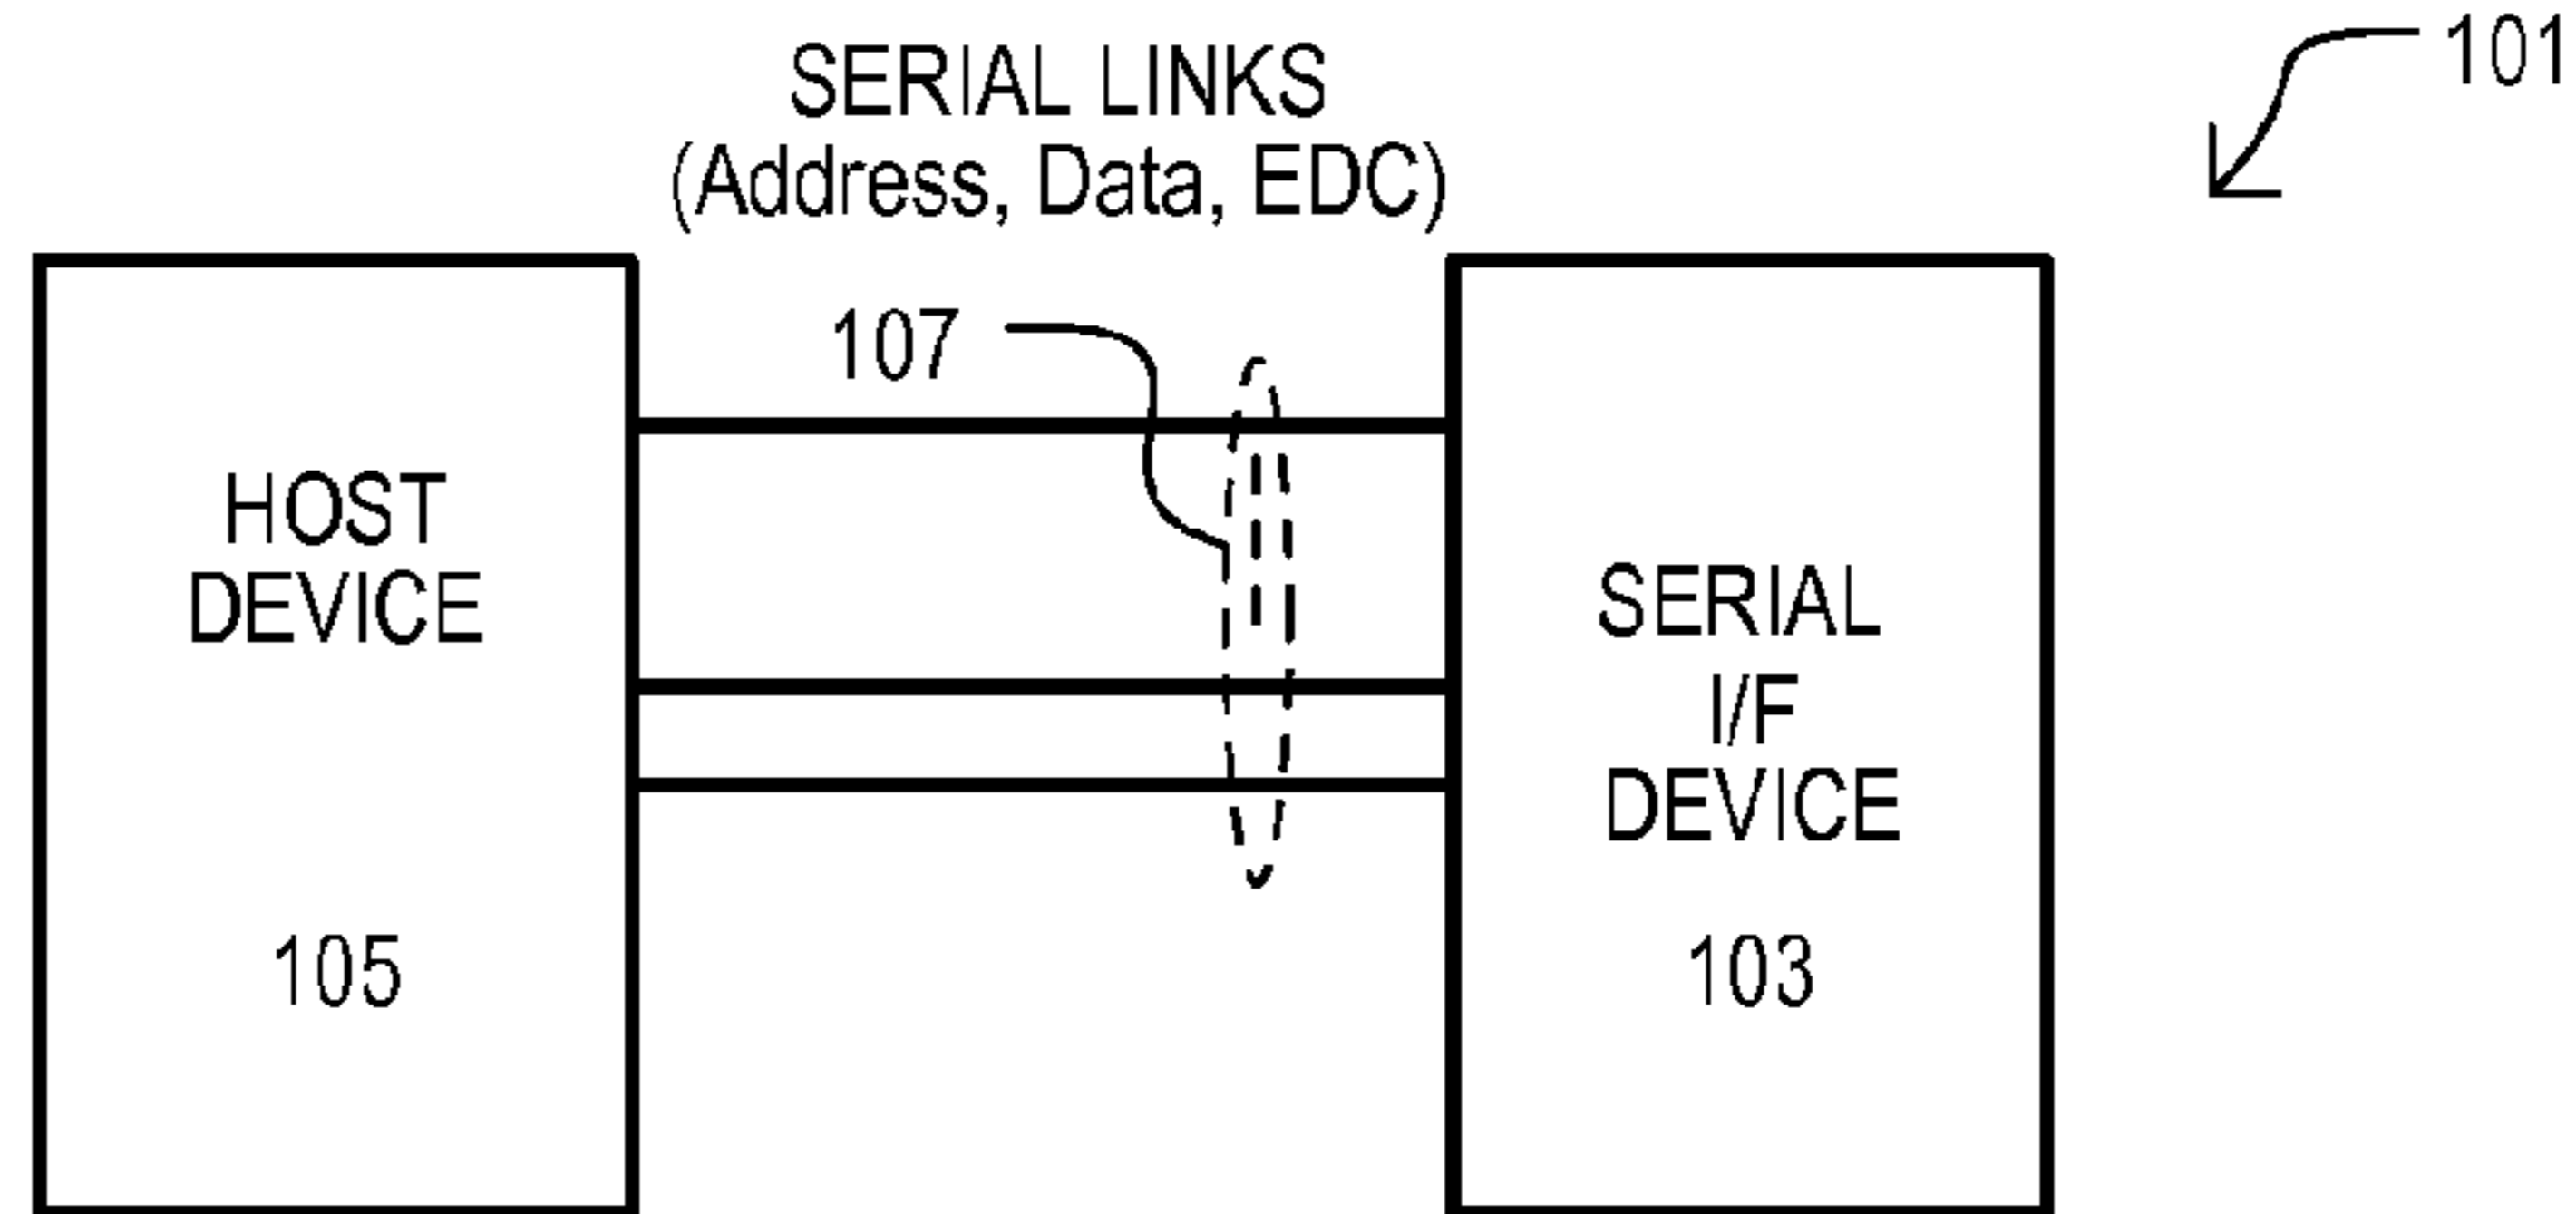 101
SERIAL LINKS
(Address, Data, EDC)
107
HOST
DEVICE
105
SERIAL
I/F
DEVICE
103